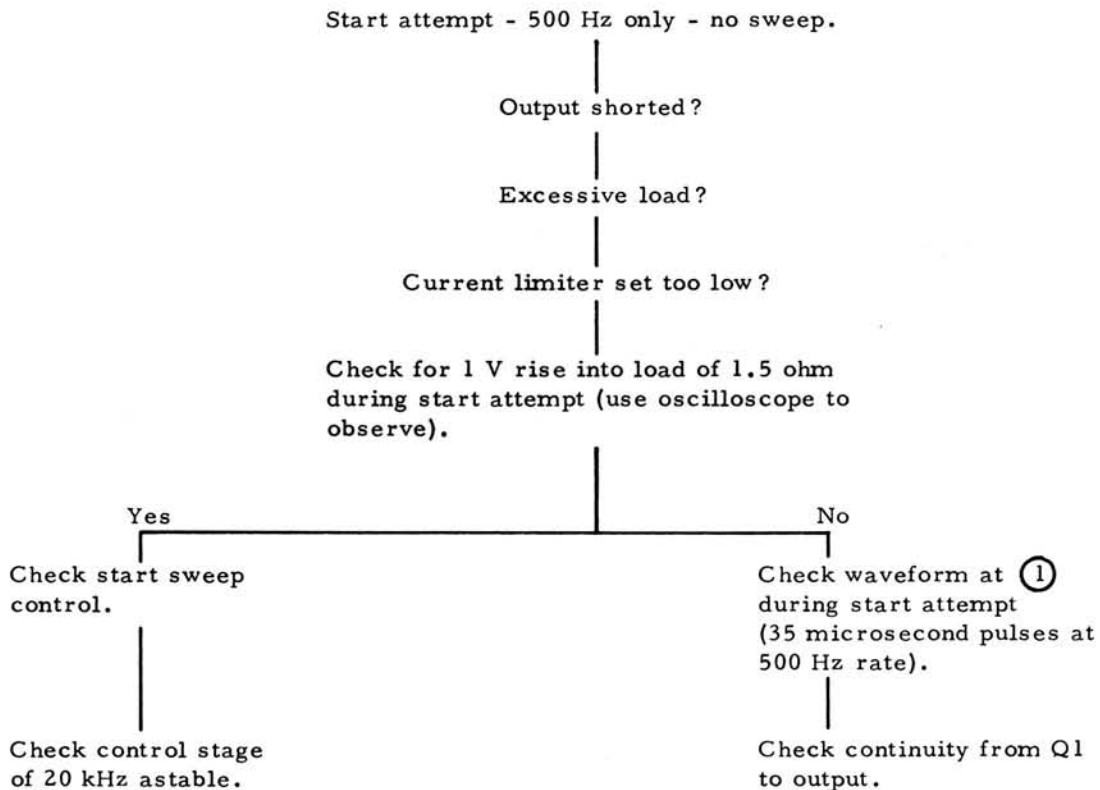 Start attempt - 500 Hz only - no sweep.
Output shorted?
Excessive load?
Current limiter set too low?
Check for 1 V rise into load of 1.5 ohm
during start attempt (use oscilloscope to
observe).
Yes
No
Check start sweep
control.
Check waveform at ①
during start attempt
(35 microsecond pulses at
500 Hz rate).
Check control stage
of 20 kHz astable.
Check continuity from Q1
to output.